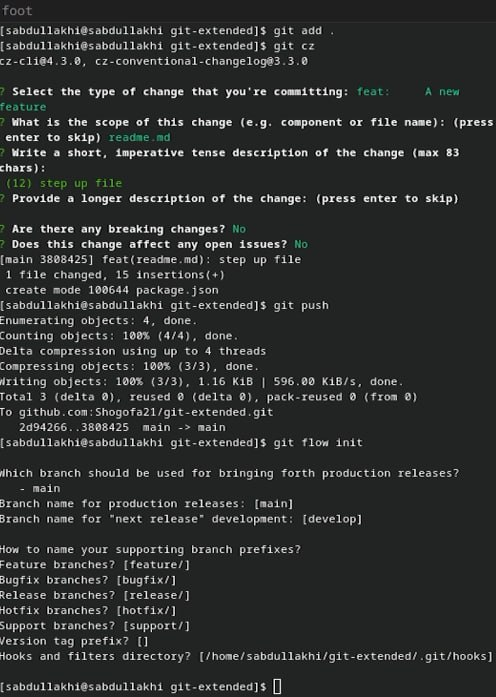 foot
[sabdullakhi@sabdullakhi git-extended]$ git add .
[sabdullakhi@sabdullakhi git-extended]$ git cz
cz-cli@4.3.0, cz-conventional-changelog@3.3.0
? Select the type of change that you're committing: feat:     A new
feature
? What is the scope of this change (e.g. component or file name): (press
enter to skip) readme.md
? Write a short, imperative tense description of the change (max 83
chars):
(12) step up file
? Provide a longer description of the change: (press enter to skip)
? Are there any breaking changes? No
? Does this change affect any open issues? No
[main 3808425] feat(readme.md): step up file
1 file changed, 15 insertions(+)
create mode 100644 package.json
[sabdullakhi@sabdullakhi git-extended]$ git push
Enumerating objects: 4, done.
Counting objects: 100% (4/4), done.
Delta compression using up to 4 threads
Compressing objects: 100% (3/3), done.
Writing objects: 100% (3/3), 1.16 KiB | 596.00 KiB/s, done.
Total 3 (delta 0), reused 0 (delta 0), pack-reused 0 (from 0)
To github.com:Shogofa21/git-extended.git
2d94266..3808425  main -> main
[sabdullakhi@sabdullakhi git-extended]$ git flow init
Which branch should be used for bringing forth production releases?
- main
Branch name for production releases: [main]
Branch name for "next release" development: [develop]
How to name your supporting branch prefixes?
Feature branches? [feature/]
Bugfix branches? [bugfix/]
Release branches? [release/]
Hotfix branches? [hotfix/]
Support branches? [support/]
Version tag prefix? []
Hooks and filters directory? [/home/sabdullakhi/git-extended/.git/hooks]
[sabdullakhi@sabdullakhi git-extended]$